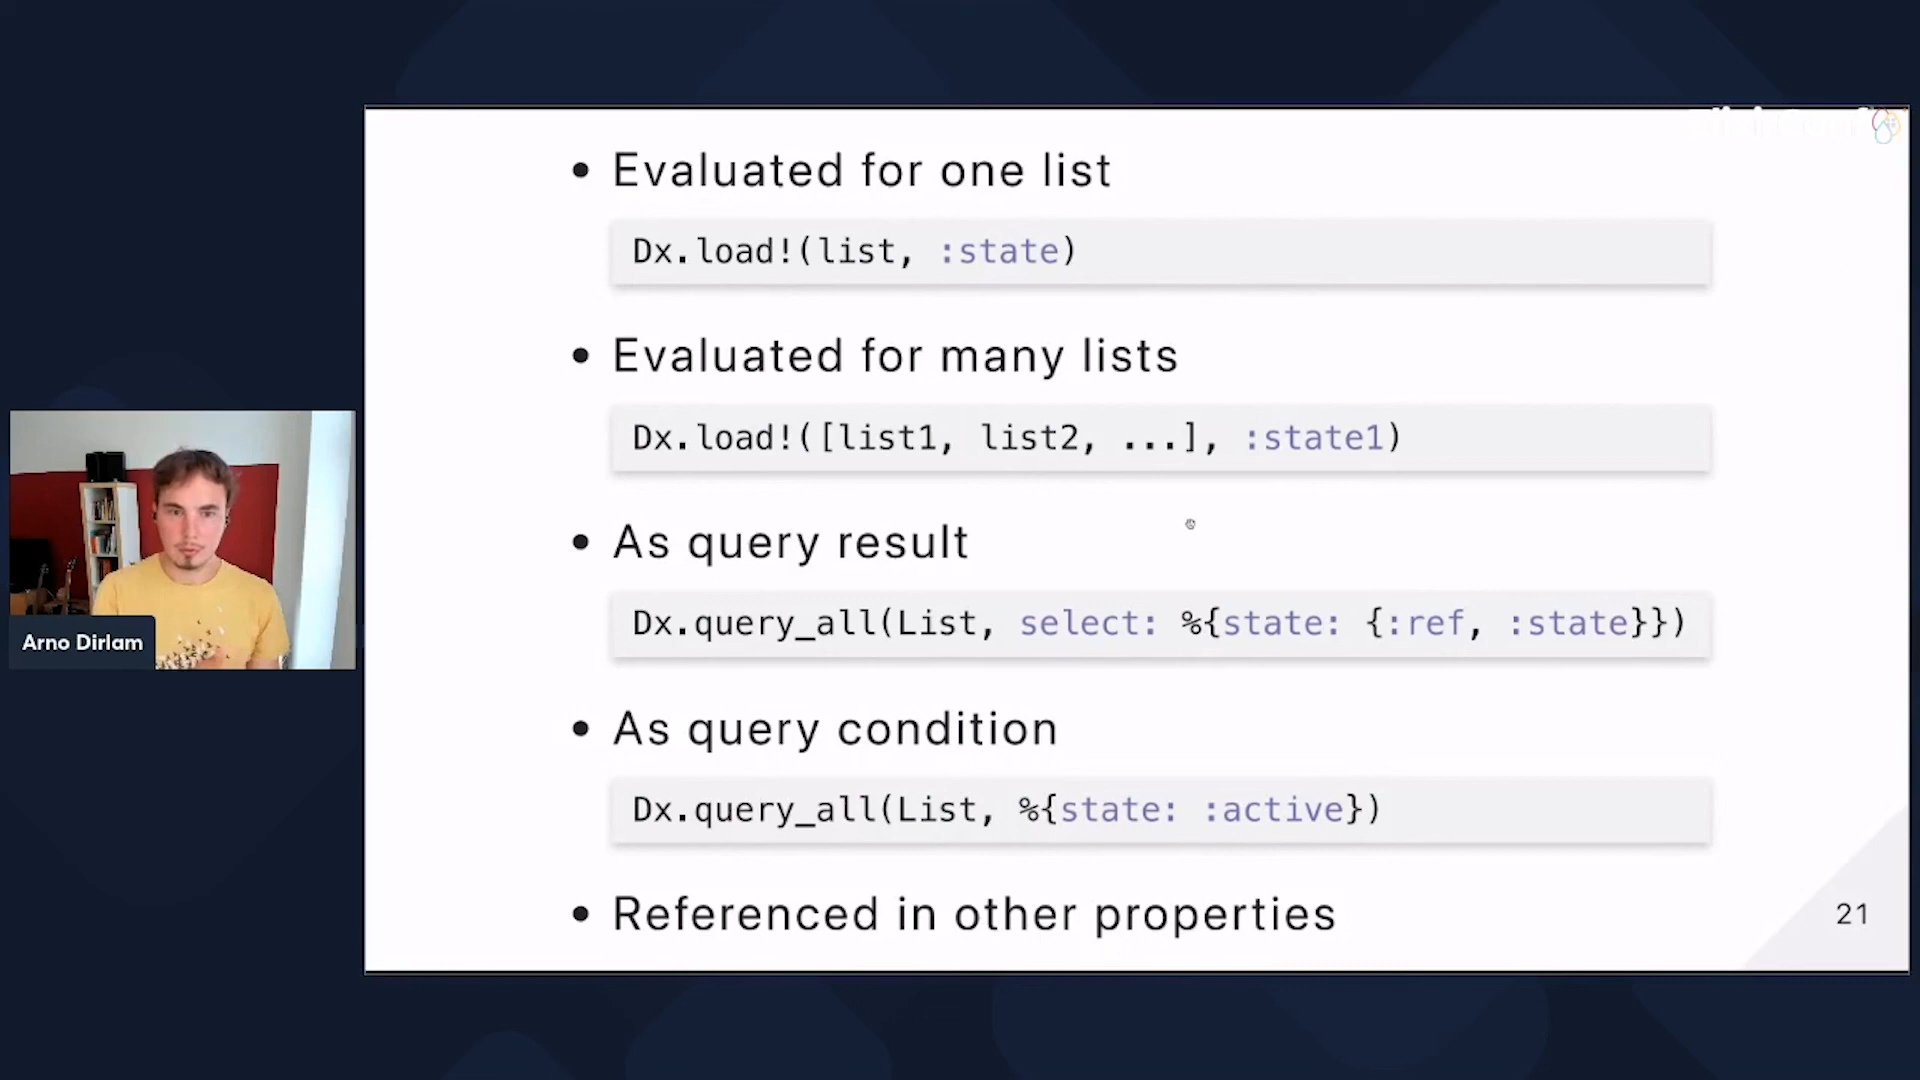 • Evaluated for one list
Dx.load!(list, :state)
• Evaluated for many lists
Dx.load!([list1, list2, ...], :state1)
• As query result
Dx.query_all(List, select: %{state: {:ref, :state}})
• As query condition
Dx.query_all(List, %{state: :active})
• Referenced in other properties
21
Arno Dirlam